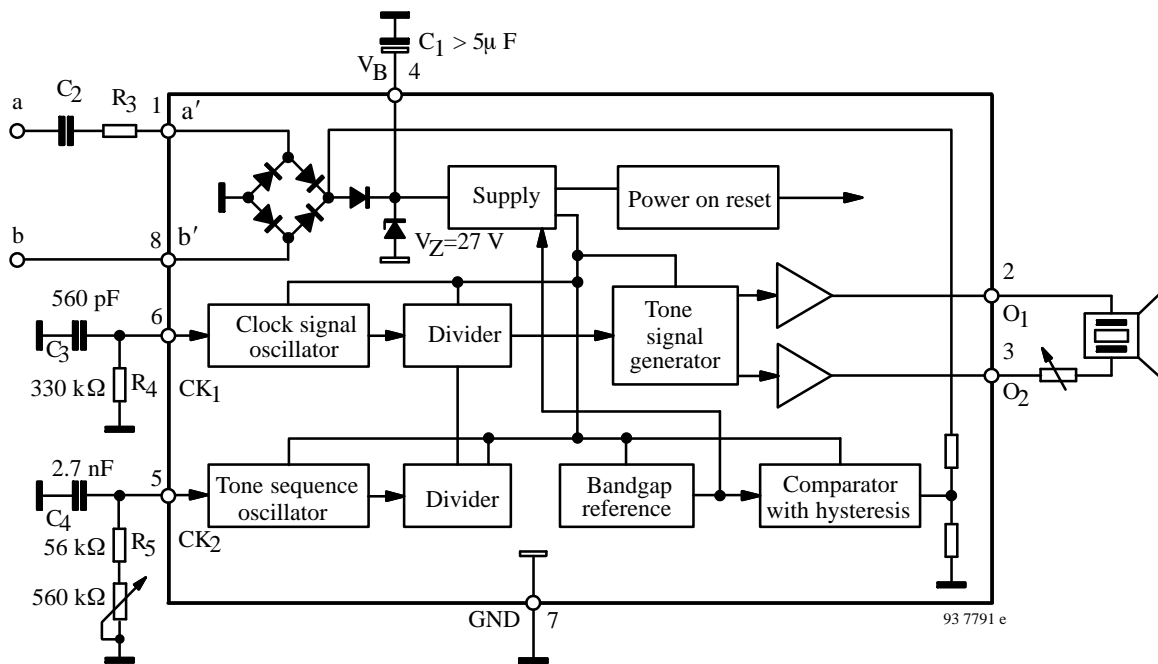 C1 > 5μ F
VB 4
a C2 R3 1 a′
b 8 b′
Supply
Power on reset
VZ=27 V
560 pF
C3
6
330 kΩ R4
CK1
Clock signal
oscillator
Divider
Tone
signal
generator
2
O1
3
O2
2.7 nF
C4
5
56 kΩ R5
CK2
560 kΩ
Tone sequence
oscillator
Divider
Bandgap
reference
Comparator
with hysteresis
GND 7
93 7791 e